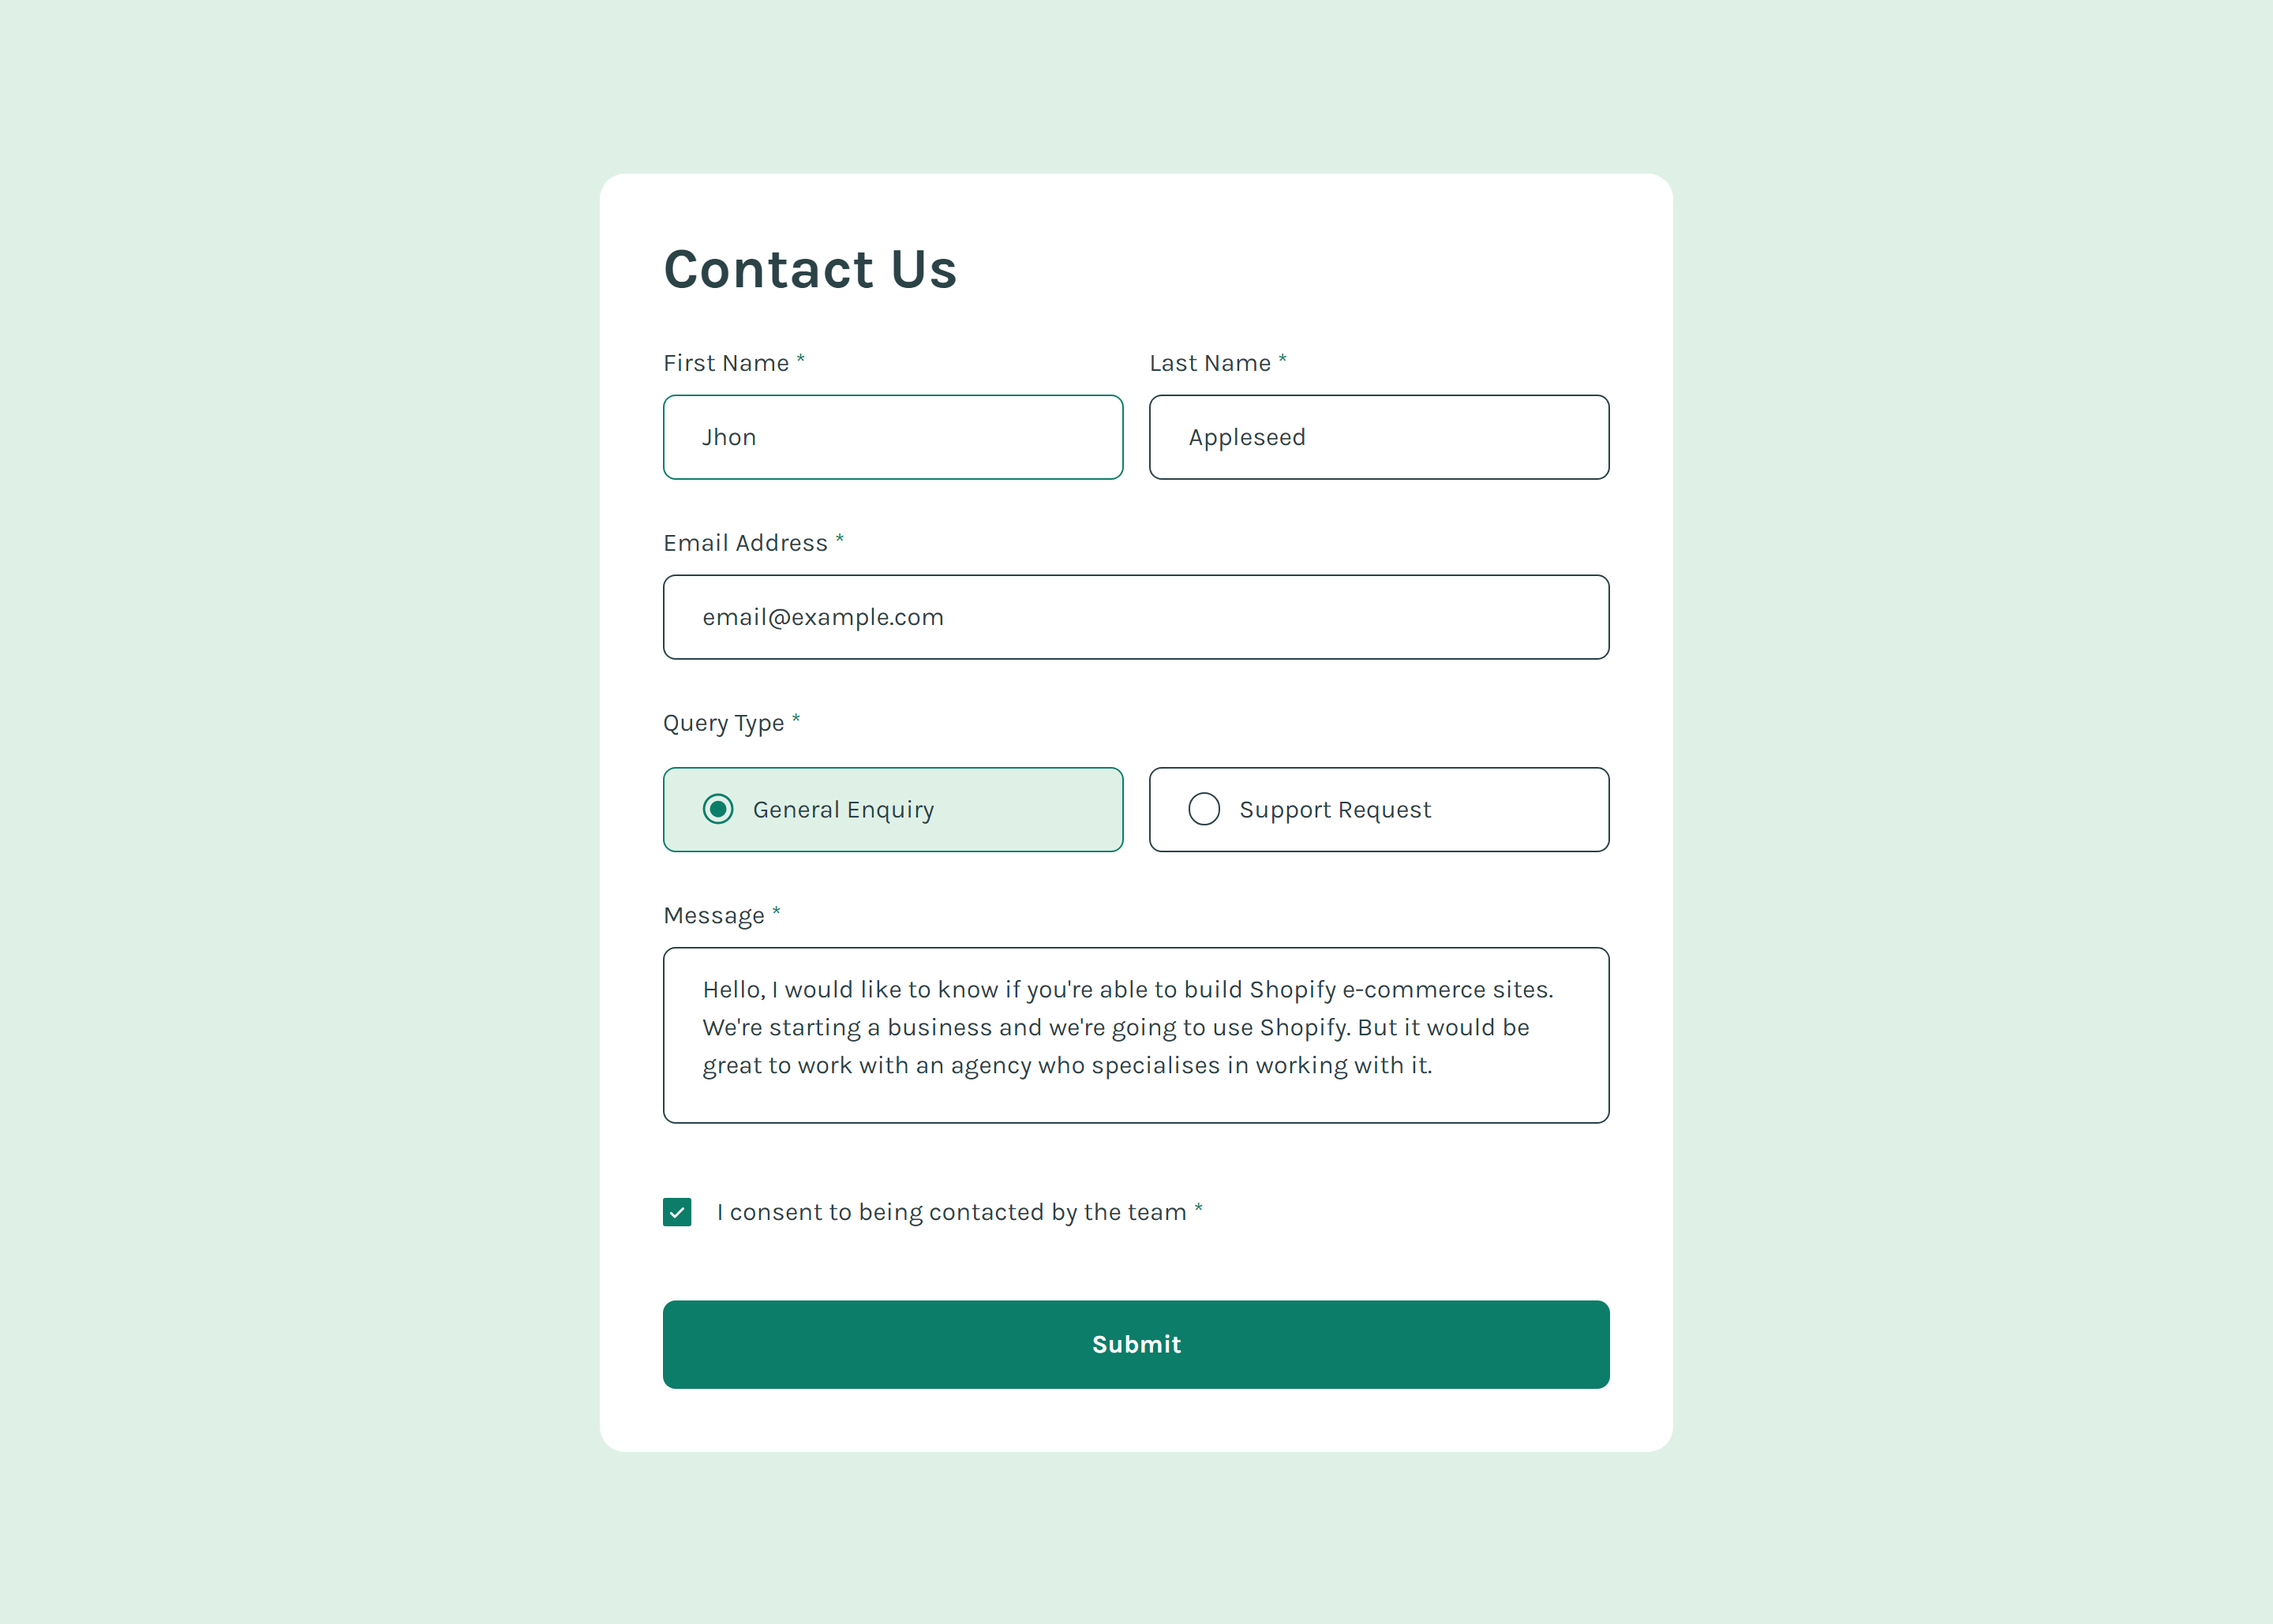 Contact Us
First Name *
Last Name *
Jhon
Appleseed
Email Address *
email@example.com
Query Type *
General Enquiry
Support Request
Message *
Hello, I would like to know if you're able to build Shopify e-commerce sites.
We're starting a business and we're going to use Shopify. But it would be
great to work with an agency who specialises in working with it.
I consent to being contacted by the team *
Submit